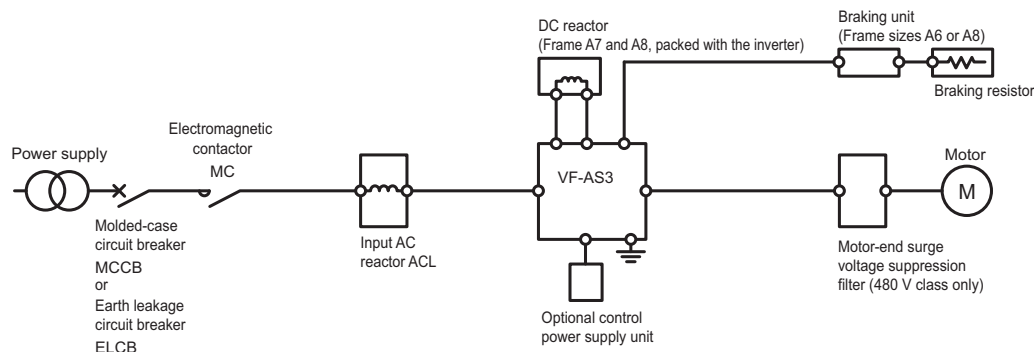 DC reactor
(Frame A7 and A8, packed with the inverter)
Braking unit
(Frame sizes A6 or A8)
Braking resistor
Power supply
Electromagnetic
contactor
MC
VF-AS3
Motor
M
Molded-case
circuit breaker
MCCB
or
Earth leakage
circuit breaker
ELCB
Input AC
reactor ACL
Optional control
power supply unit
Motor-end surge
voltage suppression
filter (480 V class only)